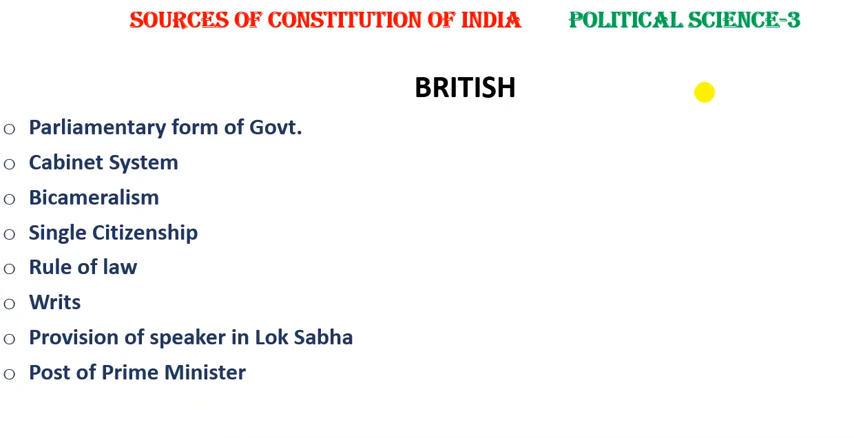 SOURCES OF CONSTITUTION OF INDIA POLITICAL SCIENCE-3
BRITISH
o Parliamentary form of Govt.
o Cabinet System
o Bicameralism
o Single Citizenship
o Rule of law
o Writs
o Provision of speaker in Lok Sabha
o Post of Prime Minister